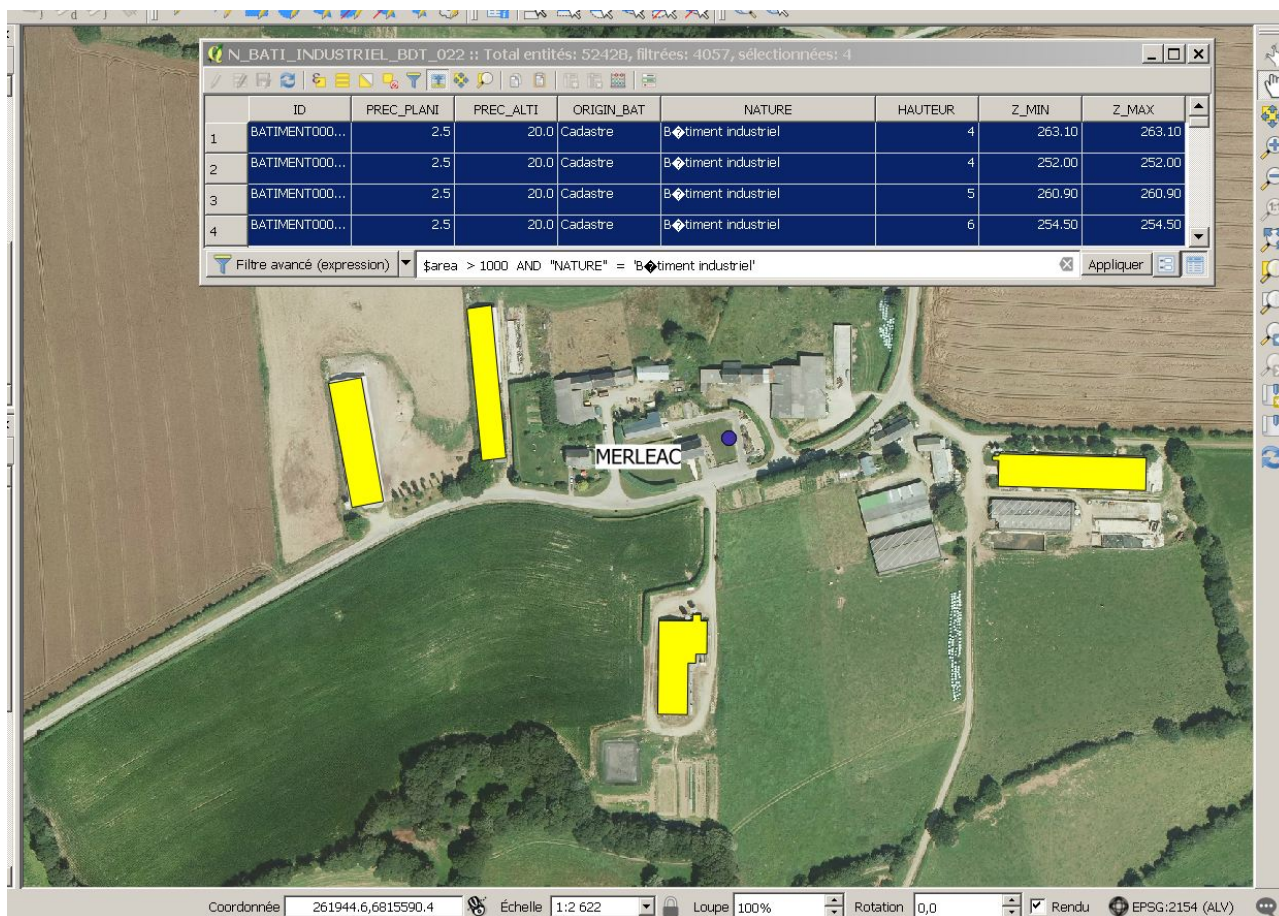 N_BATI_INDUSTRIEL_BDT_022 :: Total entités: 52428, filtrées: 4057, sélectionnées: 4
ID PREC_PLANI PREC_ALTI ORIGIN_BAT NATURE HAUTEUR Z_MIN Z_MAX
1 BATIMENT000... 2.5 20.0 Cadastre B�timent industriel 4 263.10 263.10
2 BATIMENT000... 2.5 20.0 Cadastre B�timent industriel 4 252.00 252.00
3 BATIMENT000... 2.5 20.0 Cadastre B�timent industriel 5 260.90 260.90
4 BATIMENT000... 2.5 20.0 Cadastre B�timent industriel 6 254.50 254.50
Filtre avancé (expression) $area > 1000 AND "NATURE" = 'B�timent industriel' Appliquer
MERLEAC
Coordonnée 261944.6,6815590.4 Échelle 1:2 622 Loupe 100% Rotation 0,0 Rendu EPSG:2154 (ALV)